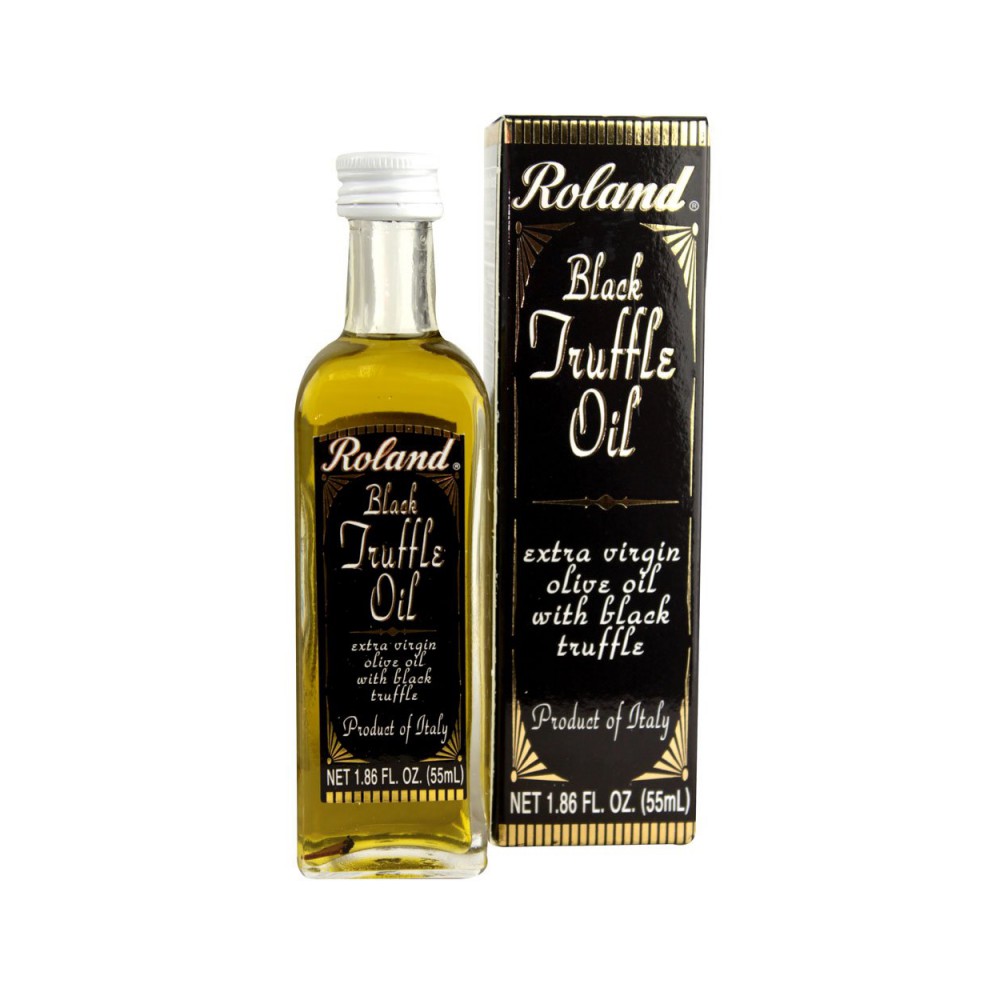 Roland®
Black
Truffle
Oil
extra virgin
olive oil
with black
truffle
Product of Italy
NET 1.86 FL. OZ. (55mL)
Roland®
Black
Truffle
Oil
extra virgin
olive oil
with black
truffle
Product of Italy
NET 1.86 FL. OZ. (55mL)